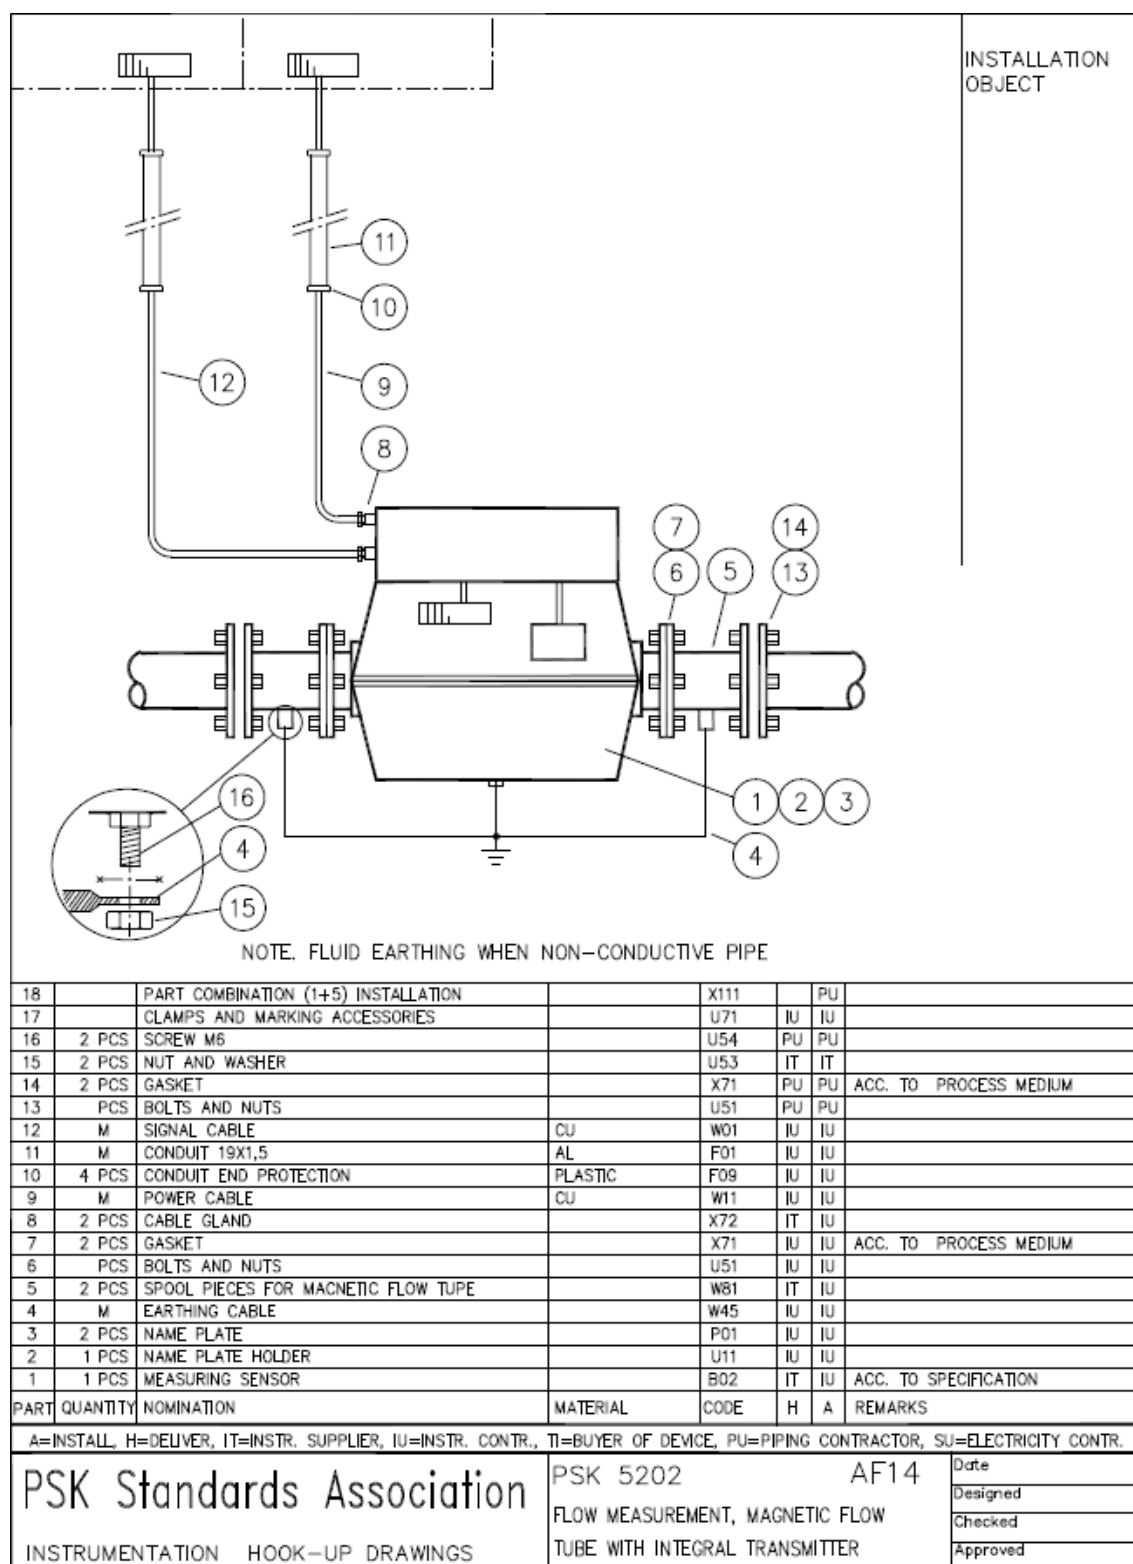 INSTALLATION
OBJECT
11
10
12
9
8
7
14
6
5
13
16
1
2
3
4
4
15
NOTE. FLUID EARTHING WHEN NON-CONDUCTIVE PIPE
18 PART COMBINATION (1+5) INSTALLATION X111 PU
17 CLAMPS AND MARKING ACCESSORIES U71 IU IU
16 2 PCS SCREW M6 U54 PU PU
15 2 PCS NUT AND WASHER U53 IT IT
14 2 PCS GASKET X71 PU PU ACC. TO PROCESS MEDIUM
13 PCS BOLTS AND NUTS U51 PU PU
12 M SIGNAL CABLE CU W01 IU IU
11 M CONDUIT 19X1,5 AL F01 IU IU
10 4 PCS CONDUIT END PROTECTION PLASTIC F09 IU IU
9 M POWER CABLE CU W11 IU IU
8 2 PCS CABLE GLAND X72 IT IU
7 2 PCS GASKET X71 IU IU ACC. TO PROCESS MEDIUM
6 PCS BOLTS AND NUTS U51 IU IU
5 2 PCS SPOOL PIECES FOR MACNETIC FLOW TUPE W81 IT IU
4 M EARTHING CABLE W45 IU IU
3 2 PCS NAME PLATE P01 IU IU
2 1 PCS NAME PLATE HOLDER U11 IU IU
1 1 PCS MEASURING SENSOR B02 IT IU ACC. TO SPECIFICATION
PART QUANTITY NOMINATION MATERIAL CODE H A REMARKS
A=INSTALL, H=DELIVER, IT=INSTR. SUPPLIER, IU=INSTR. CONTR., TI=BUYER OF DEVICE, PU=PIPING CONTRACTOR, SU=ELECTRICITY CONTR.
PSK Standards Association
INSTRUMENTATION HOOK-UP DRAWINGS
PSK 5202 AF14
FLOW MEASUREMENT, MAGNETIC FLOW
TUBE WITH INTEGRAL TRANSMITTER
Date
Designed
Checked
Approved